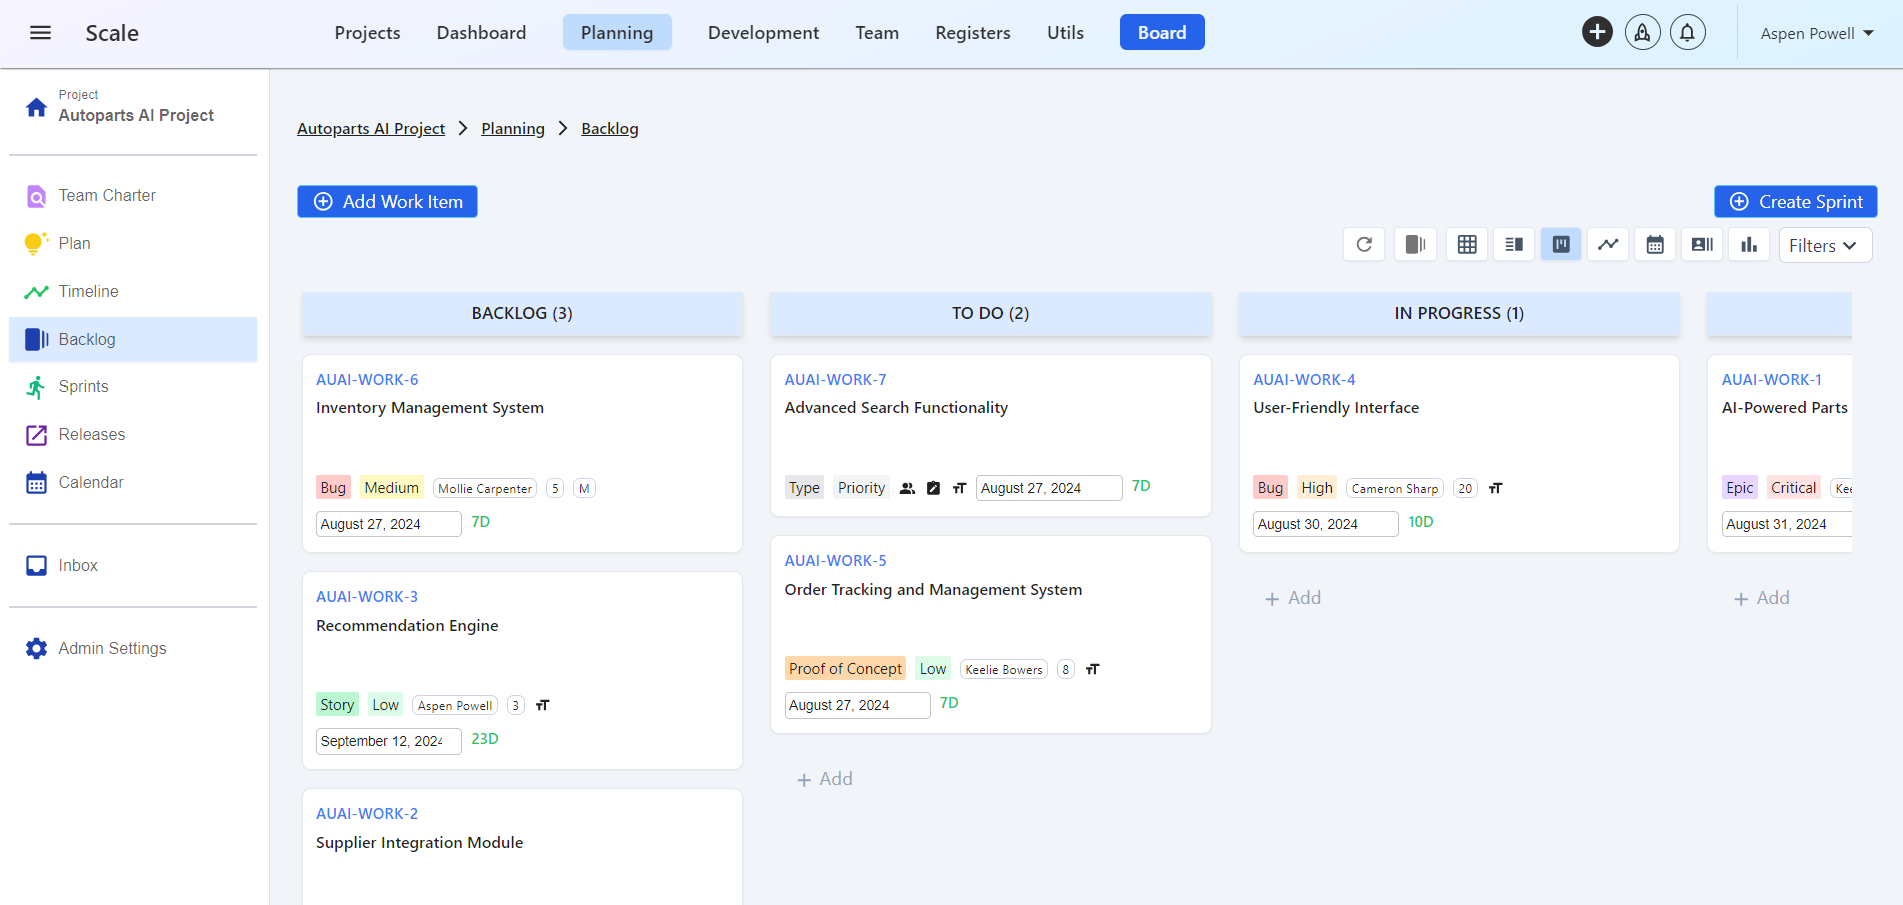 Scale
Projects
Dashboard
Planning
Development
Team
Registers
Utils
Board
Aspen Powell
Project
Autoparts AI Project
Team Charter
Plan
Timeline
Backlog
Sprints
Releases
Calendar
Inbox
Admin Settings
Autoparts AI Project > Planning > Backlog
Add Work Item
Create Sprint
Filters
BACKLOG (3)
AUAI-WORK-6
Inventory Management System
Bug Medium Mollie Carpenter 5 M
August 27, 2024 7D
AUAI-WORK-3
Recommendation Engine
Story Low Aspen Powell 3
September 12, 2024 23D
AUAI-WORK-2
Supplier Integration Module
TO DO (2)
AUAI-WORK-7
Advanced Search Functionality
Type Priority August 27, 2024 7D
AUAI-WORK-5
Order Tracking and Management System
Proof of Concept Low Keelie Bowers 8
August 27, 2024 7D
+ Add
IN PROGRESS (1)
AUAI-WORK-4
User-Friendly Interface
Bug High Cameron Sharp 20
August 30, 2024 10D
+ Add
AUAI-WORK-1
AI-Powered Parts
Epic Critical Kee
August 31, 2024
+ Add